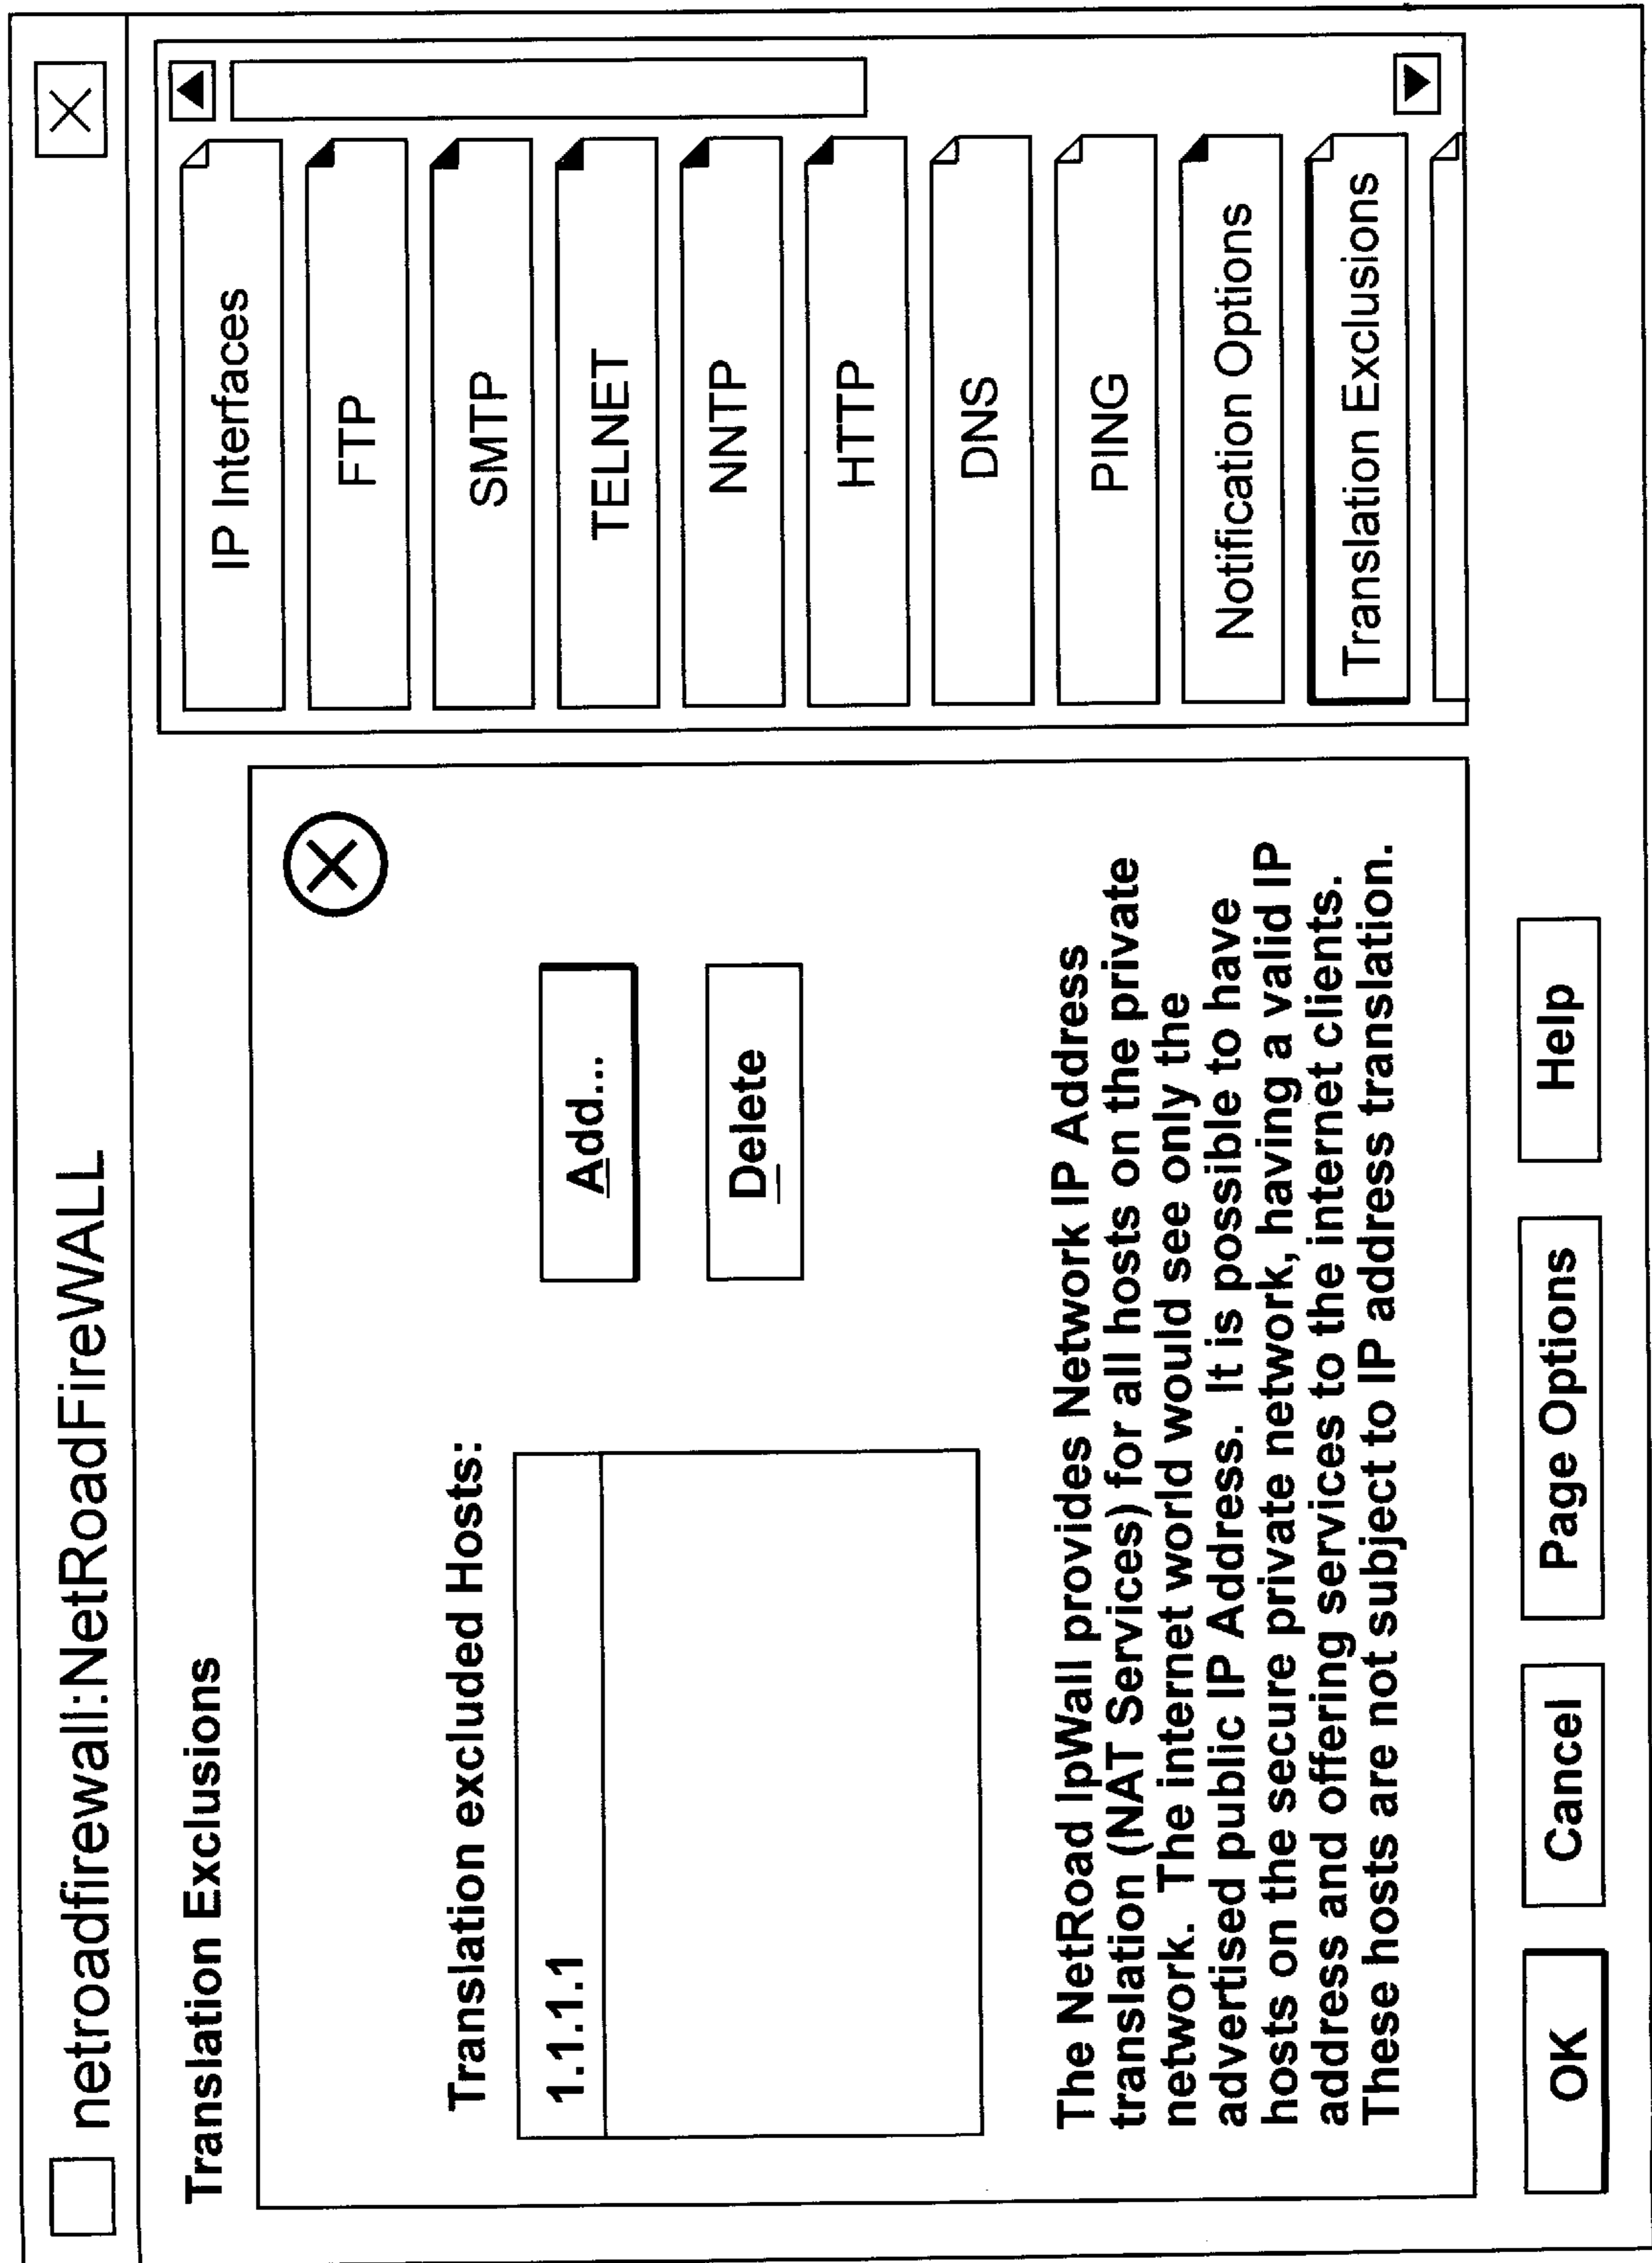 netroadfirewall:NetRoadFireWALL
Translation Exclusions
Translation excluded Hosts:
1.1.1.1
Add...
Delete
The NetRoad IpWall provides Network IP Address
translation (NAT Services) for all hosts on the private
network. The internet world would see only the
advertised public IP Address. It is possible to have
hosts on the secure private network, having a valid IP
address and offering services to the internet clients.
These hosts are not subject to IP address translation.
IP Interfaces
FTP
SMTP
TELNET
NNTP
HTTP
DNS
PING
Notification Options
Translation Exclusions
OK
Cancel
Page Options
Help